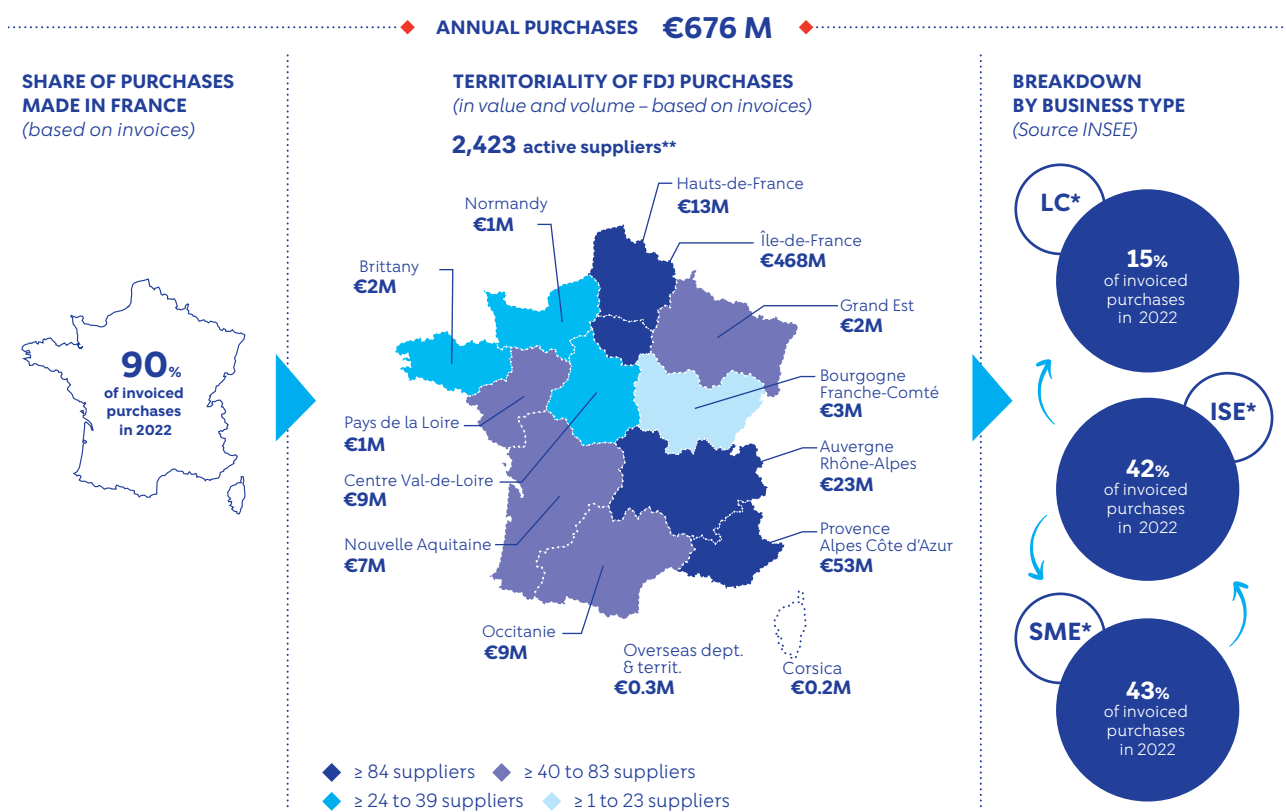 ANNUAL PURCHASES €676 M
SHARE OF PURCHASES
MADE IN FRANCE
(based on invoices)
90%
of invoiced
purchases
in 2022
TERRITORIALITY OF FDJ PURCHASES
(in value and volume – based on invoices)
2,423 active suppliers**
Hauts-de-France
€13M
Normandy
€1M
Île-de-France
€468M
Brittany
€2M
Grand Est
€2M
Bourgogne
Franche-Comté
€3M
Pays de la Loire
€1M
Auvergne
Rhône-Alpes
€23M
Centre Val-de-Loire
€9M
Provence
Alpes Côte d'Azur
€53M
Nouvelle Aquitaine
€7M
Occitanie
€9M
Overseas dept.
& territ.
€0.3M
Corsica
€0.2M
≥ 84 suppliers
≥ 40 to 83 suppliers
≥ 24 to 39 suppliers
≥ 1 to 23 suppliers
BREAKDOWN
BY BUSINESS TYPE
(Source INSEE)
LC*
15%
of invoiced
purchases
in 2022
ISE*
42%
of invoiced
purchases
in 2022
SME*
43%
of invoiced
purchases
in 2022